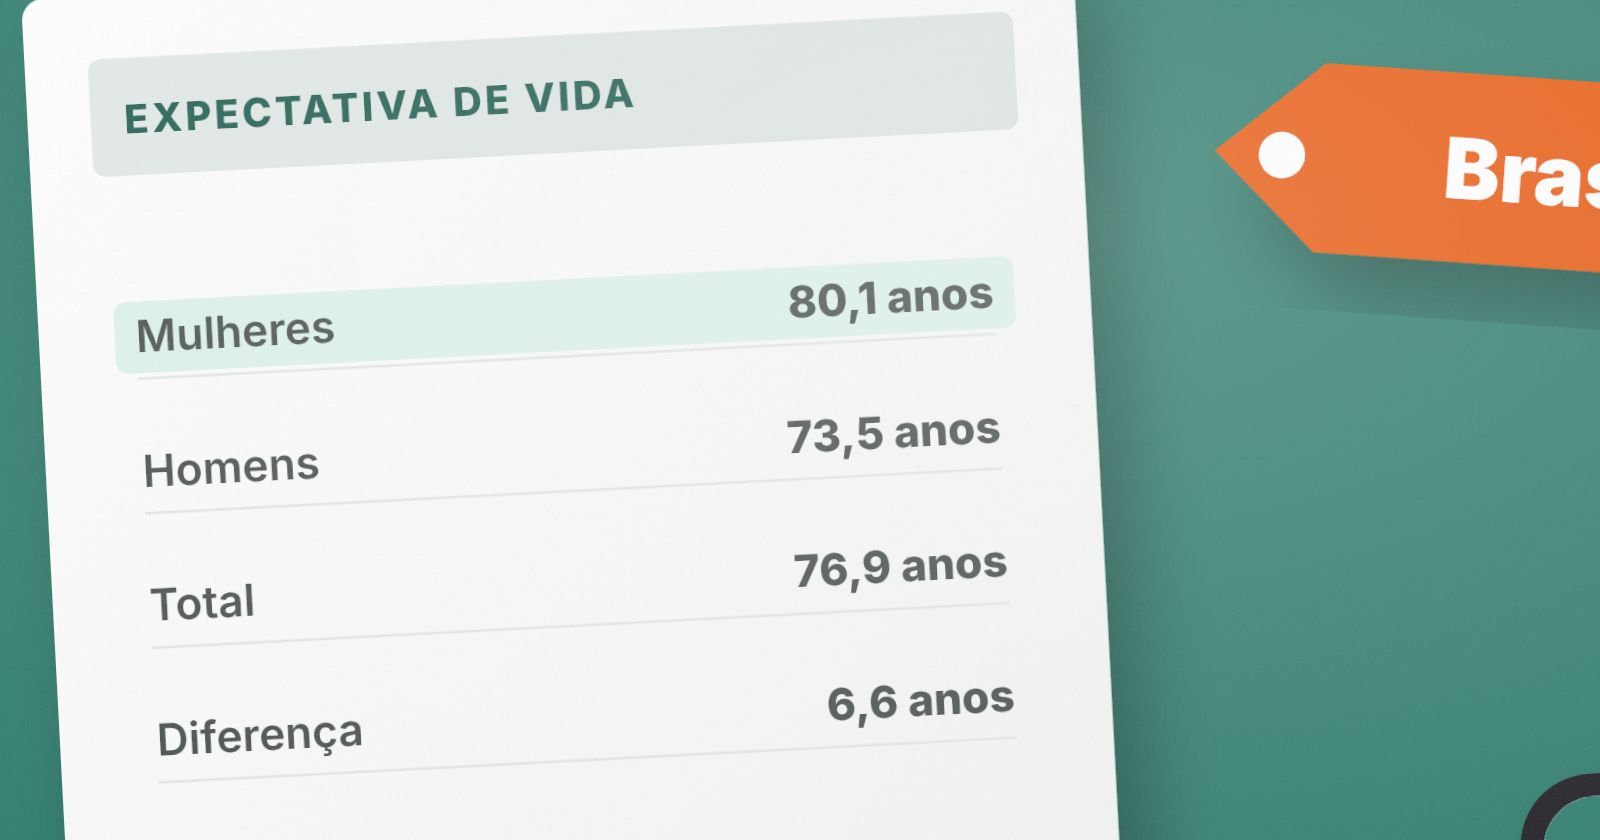 EXPECTATIVA DE VIDA
Mulheres 80,1 anos
Homens 73,5 anos
Total 76,9 anos
Diferença 6,6 anos